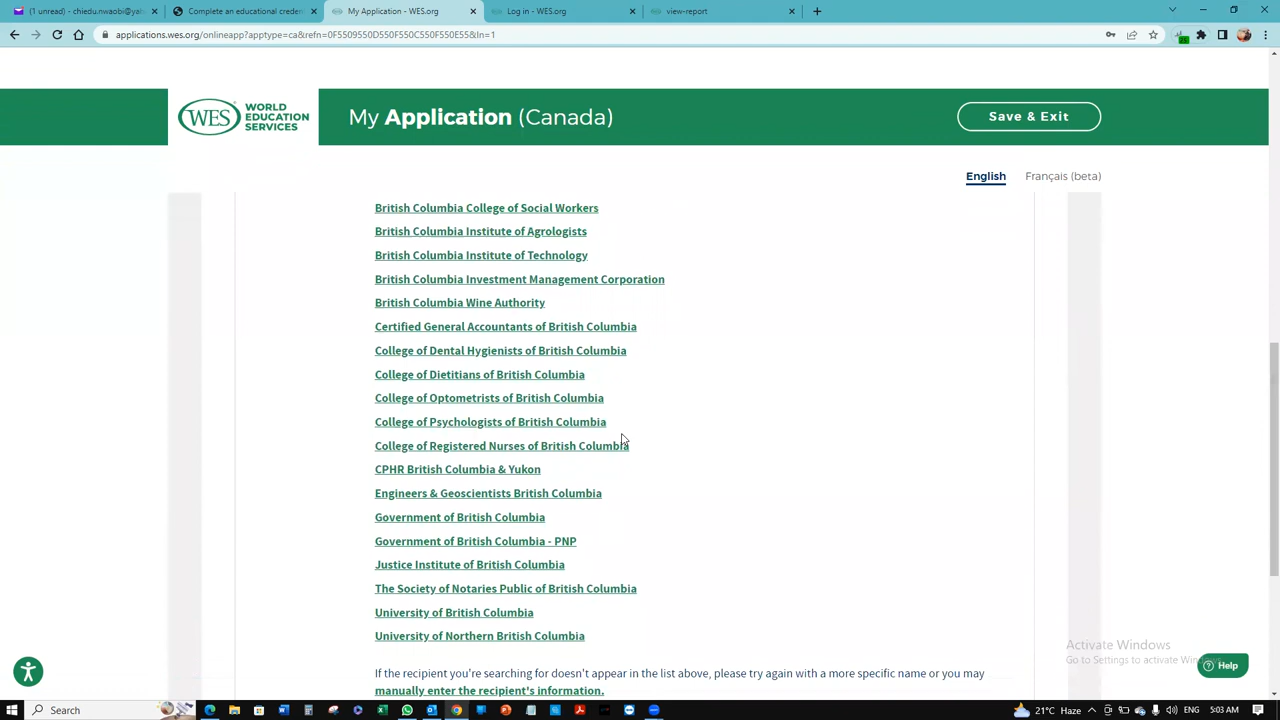 (1 unread) - chiedu.nwabi@yal
Complete an educational creden
My Application - WES.org
Log in - WES.org
view-report
applications.wes.org/onlineapp?apptype=ca&refn=0F5509550D550F550C550F550E55&ln=1
WES WORLD
EDUCATION
SERVICES
My Application (Canada)
Save & Exit
English
Français (beta)
British Columbia College of Social Workers
British Columbia Institute of Agrologists
British Columbia Institute of Technology
British Columbia Investment Management Corporation
British Columbia Wine Authority
Certified General Accountants of British Columbia
College of Dental Hygienists of British Columbia
College of Dietitians of British Columbia
College of Optometrists of British Columbia
College of Psychologists of British Columbia
College of Registered Nurses of British Columbia
CPHR British Columbia & Yukon
Engineers & Geoscientists British Columbia
Government of British Columbia
Government of British Columbia - PNP
Justice Institute of British Columbia
The Society of Notaries Public of British Columbia
University of British Columbia
University of Northern British Columbia
If the recipient you're searching for doesn't appear in the list above, please try again with a more specific name or you may
manually enter the recipient's information.
Activate Windows
Go to Settings to activate
Help
Search
21°C Haze
5:03 AM